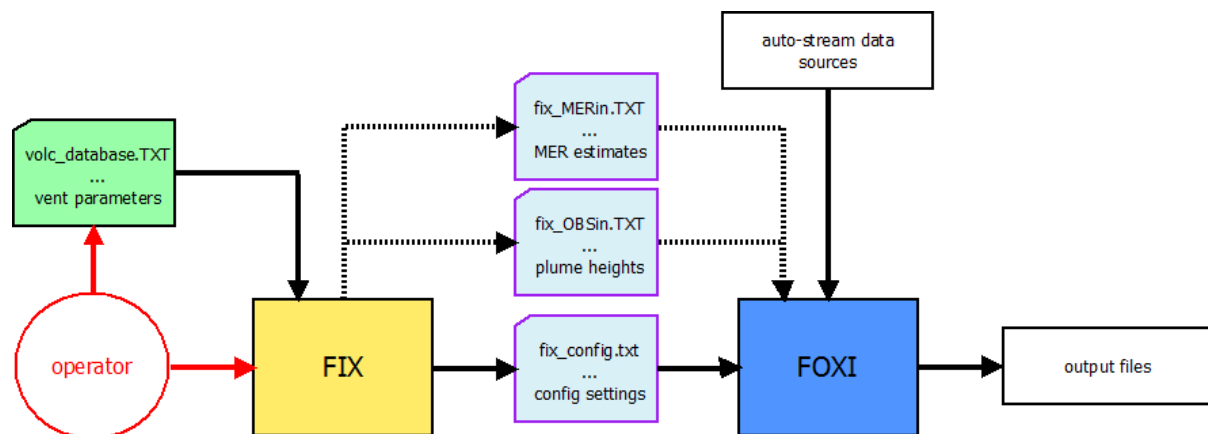 auto-stream data
sources
fix_MERin.TXT
...
MER estimates
volc_database.TXT
...
vent parameters
fix_OBSin.TXT
...
plume heights
operator
FIX
fix_config.txt
...
config settings
FOXI
output files